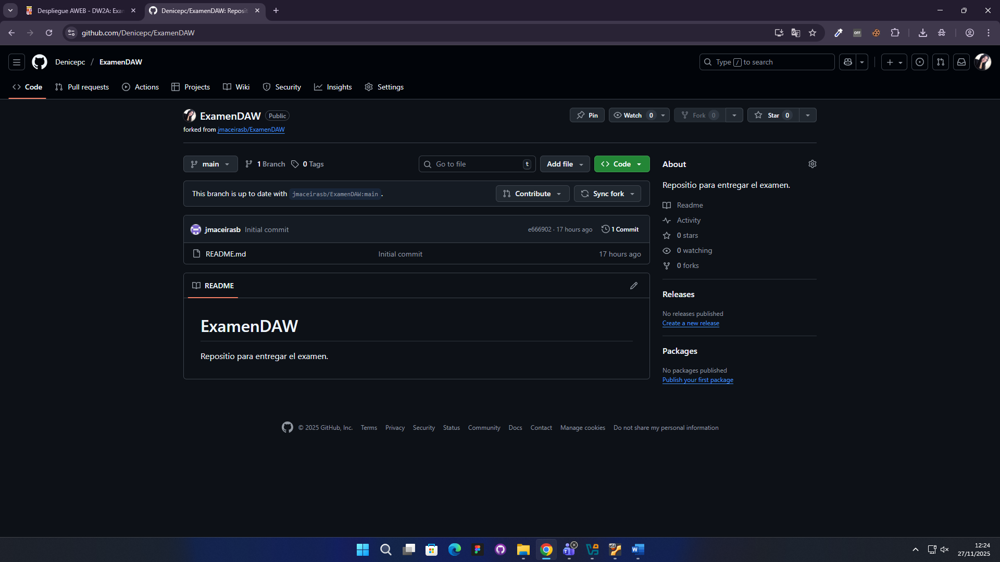 Despliegue AWEB - DW2A: Exan
Denicepc/ExamenDAW: Reposit
github.com/Denicepc/ExamenDAW
OFF
Denicepc / ExamenDAW
Type / to search
Code
Pull requests
Actions
Projects
Wiki
Security
Insights
Settings
ExamenDAW Public
Pin
Watch 0
Fork 0
Star 0
forked from jmaceirasb/ExamenDAW
main
1 Branch
0 Tags
Go to file t
Add file
Code
This branch is up to date with jmaceirasb/ExamenDAW:main .
Contribute
Sync fork
jmaceirasb Initial commit
e666902 · 17 hours ago
1 Commit
README.md Initial commit 17 hours ago
README
ExamenDAW
Repositio para entregar el examen.
About
Repositio para entregar el examen.
Readme
Activity
0 stars
0 watching
0 forks
Releases
No releases published
Create a new release
Packages
No packages published
Publish your first package
© 2025 GitHub, Inc. Terms Privacy Security Status Community Docs Contact Manage cookies Do not share my personal information
12:24
27/11/2025